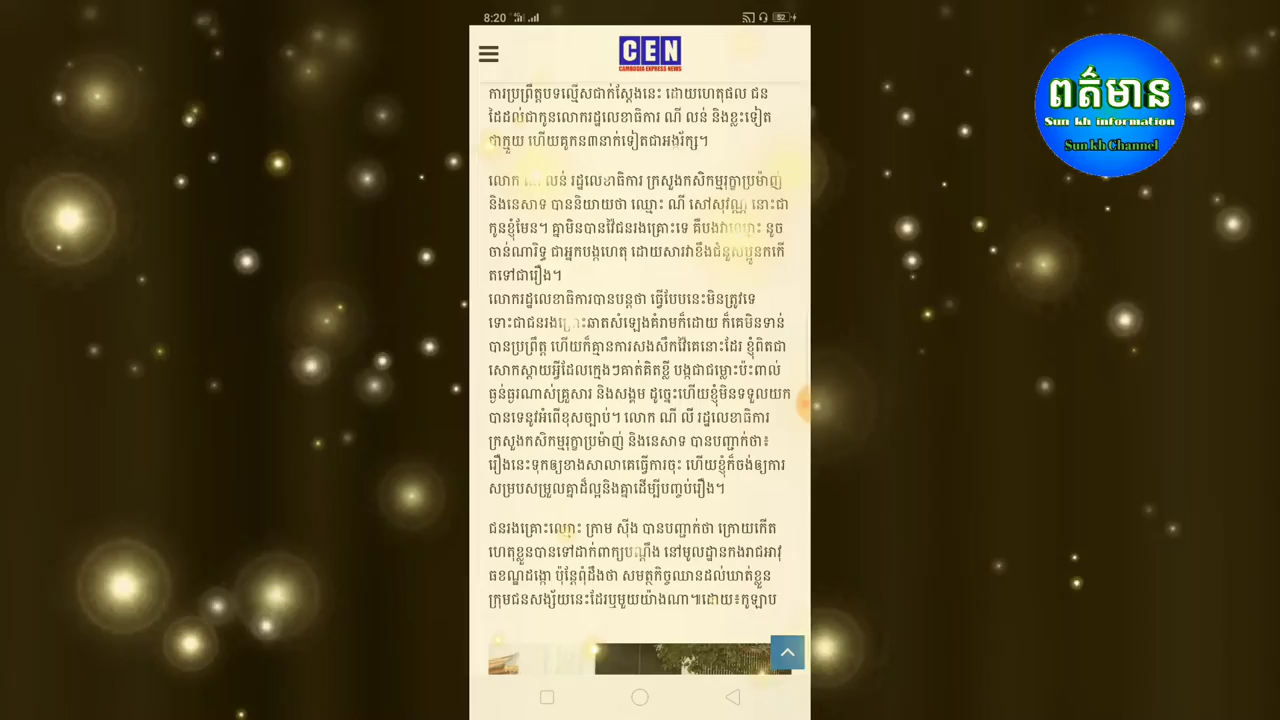 8:20
52
CEN
CAMBODIA EXPRESS NEWS
ពត៌មាន
Sun kh information
Sun kh Channel
ការប្រព្រឹត្តបទល្មើសជាក់ស្តែងនេះ ដោយហេតុផល ជន
ដៃដល់ជាកូនលោករដ្ឋលេខាធិការ ណី លន់ និងខ្លះទៀត
ជាក្មួយ ហើយគូកន៣នាក់ទៀតជាអង្គរ័ក្ស។
លោក លន់ រដ្ឋលេខាធិការ ក្រសួងកសិកម្មរុក្ខាប្រម៉ាញ់
និងនេសាទ បាននិយាយថា ឈ្មោះ ណី សៅសុវណ្ណ នោះជា
កូនខ្ញុំមែន។ គ្នាមិនបានវ៉ៃជនរងគ្រោះទេ គឺបងវាឈ្មោះ នូច
ចាន់ណារិទ្ធ ជាអ្នកបង្កហេតុ ដោយសារវាខឹងជំនួសប្អូនកកើ
តទៅជារឿង។
លោករដ្ឋលេខាធិការបានបន្តថា ធ្វើបែបនេះមិនត្រូវទេ
ទោះជាជនរងគ្រោះឆាតសំឡេងគំរាមក៏ដោយ ក៏គេមិនទាន់
បានប្រព្រឹត្ត ហើយក៏គ្មានការសងសឹកវ៉ៃគេនោះដែរ ខ្ញុំពិតជា
សោកស្តាយអ្វីដែលក្មេងៗគាត់គិតខ្លី បង្កជាជម្លោះប៉ះពាល់
ធ្ងន់ធ្ងរណាស់គ្រួសារ និងសង្គម ដូច្នេះហើយខ្ញុំមិនទទួលយក
បានទេនូវអំពើខុសច្បាប់។ លោក ណី លី រដ្ឋលេខាធិការ
ក្រសួងកសិកម្មរុក្ខាប្រម៉ាញ់ និងនេសាទ បានបញ្ជាក់ថា៖
រឿងនេះទុកឲ្យខាងសាលាគេធ្វើការចុះ ហើយខ្ញុំក៏ចង់ឲ្យការ
សម្របសម្រួលគ្នាដ៏ល្អនិងគ្នាដើម្បីបញ្ចប់រឿង។
ជនរងគ្រោះឈ្មោះ ក្រាម ស៊ីង បានបញ្ជាក់ថា ក្រោយកើត
ហេតុខ្លួនបានទៅដាក់ពាក្យបណ្តឹង នៅមូលដ្ឋានកងរាជអាវុ
ធខណ្ឌដង្កោ ប៉ុន្តែពុំដឹងថា សមត្ថកិច្ចឈានដល់ឃាត់ខ្លួន
ក្រុមជនសង្ស័យនេះដែរឬមួយយ៉ាងណា៕ដោយ៖កូឡាប